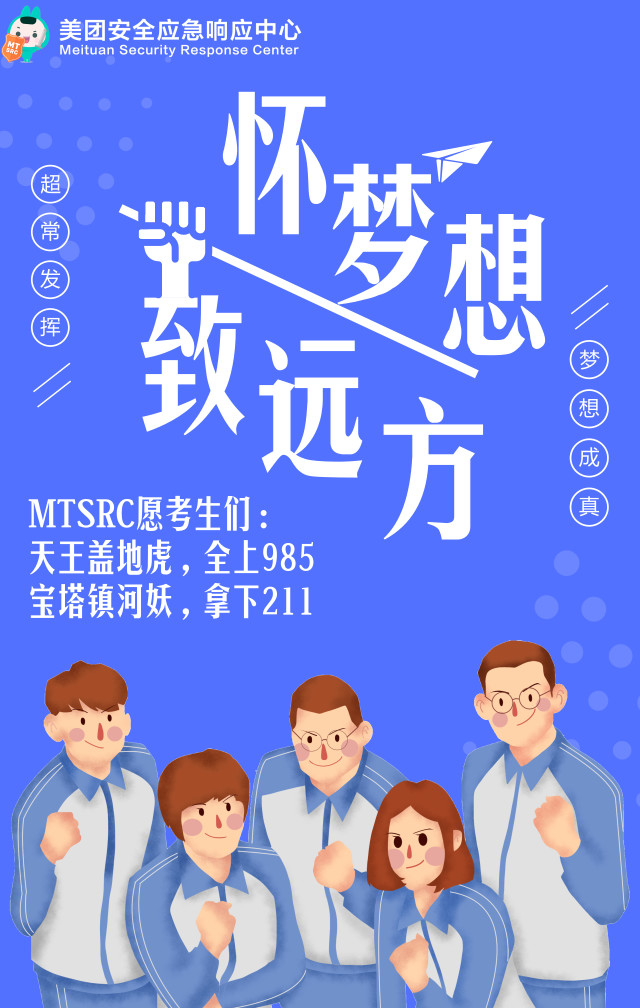 美团安全应急响应中心
Meituan Security Response Center
MT
SRC
怀梦想
致远方
超常发挥
梦想成真
MTSRC愿考生们：
天王盖地虎，全上985
宝塔镇河妖，拿下211